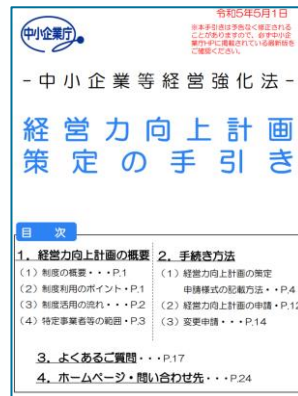 令和5年5月1日
中小企業庁
※本手引きは予告なく修正される
ことがありますので、必ず中小企
業庁HPに掲載されている最新版を
ご確認ください。
-中小企業等経営強化法-
経営力向上計画
策定の手引き
目 次
1．経営力向上計画の概要
（1）制度の概要・・・P.1
（2）制度利用のポイント・P.1
（3）制度活用の流れ・・P.2
（4）特定事業者等の範囲・P.3
2．手続き方法
（1）経営力向上計画の策定
申請様式の記載方法・・P.4
（2）経営力向上計画の申請・P.12
（3）変更申請・・・P.14
3．よくあるご質問・・・P.17
4．ホームページ・問い合わせ先・・・P.24